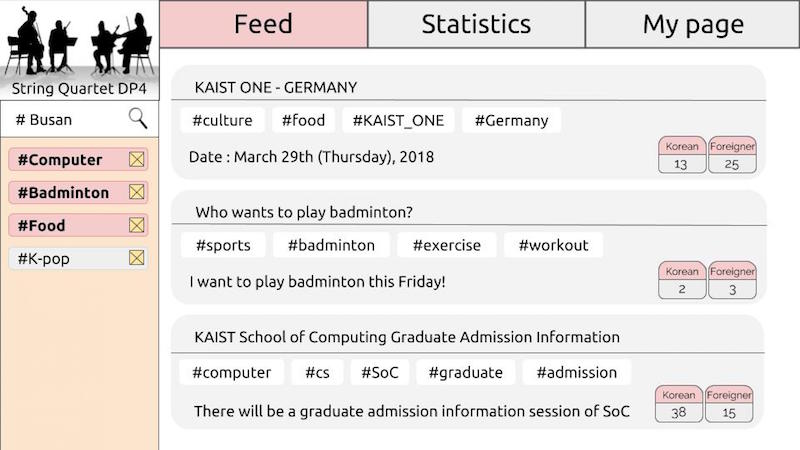 Feed
Statistics
My page
String Quartet DP4
# Busan
#Computer
#Badminton
#Food
#K-pop
KAIST ONE - GERMANY
#culture #food #KAIST_ONE #Germany
Date : March 29th (Thursday), 2018
Korean Foreigner
13 25
Who wants to play badminton?
#sports #badminton #exercise #workout
I want to play badminton this Friday!
Korean Foreigner
2 3
KAIST School of Computing Graduate Admission Information
#computer #cs #SoC #graduate #admission
There will be a graduate admission information session of SoC
Korean Foreigner
38 15